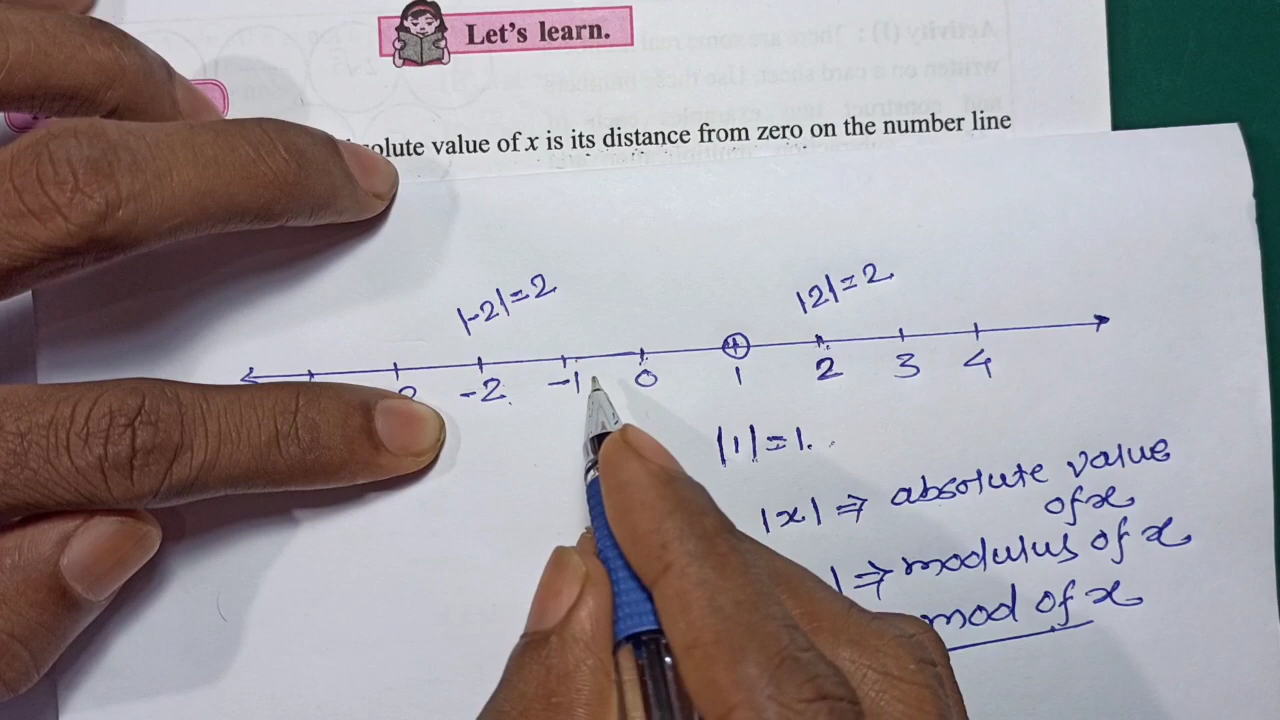 Let's learn.
value of x is its distance from zero on the number line
|-2|=2
|2|=2
-2 -1 0 1 2 3 4
|1|=1.
|x| ⇒ absolute value
of x
⇒ modulus of x
mod of x